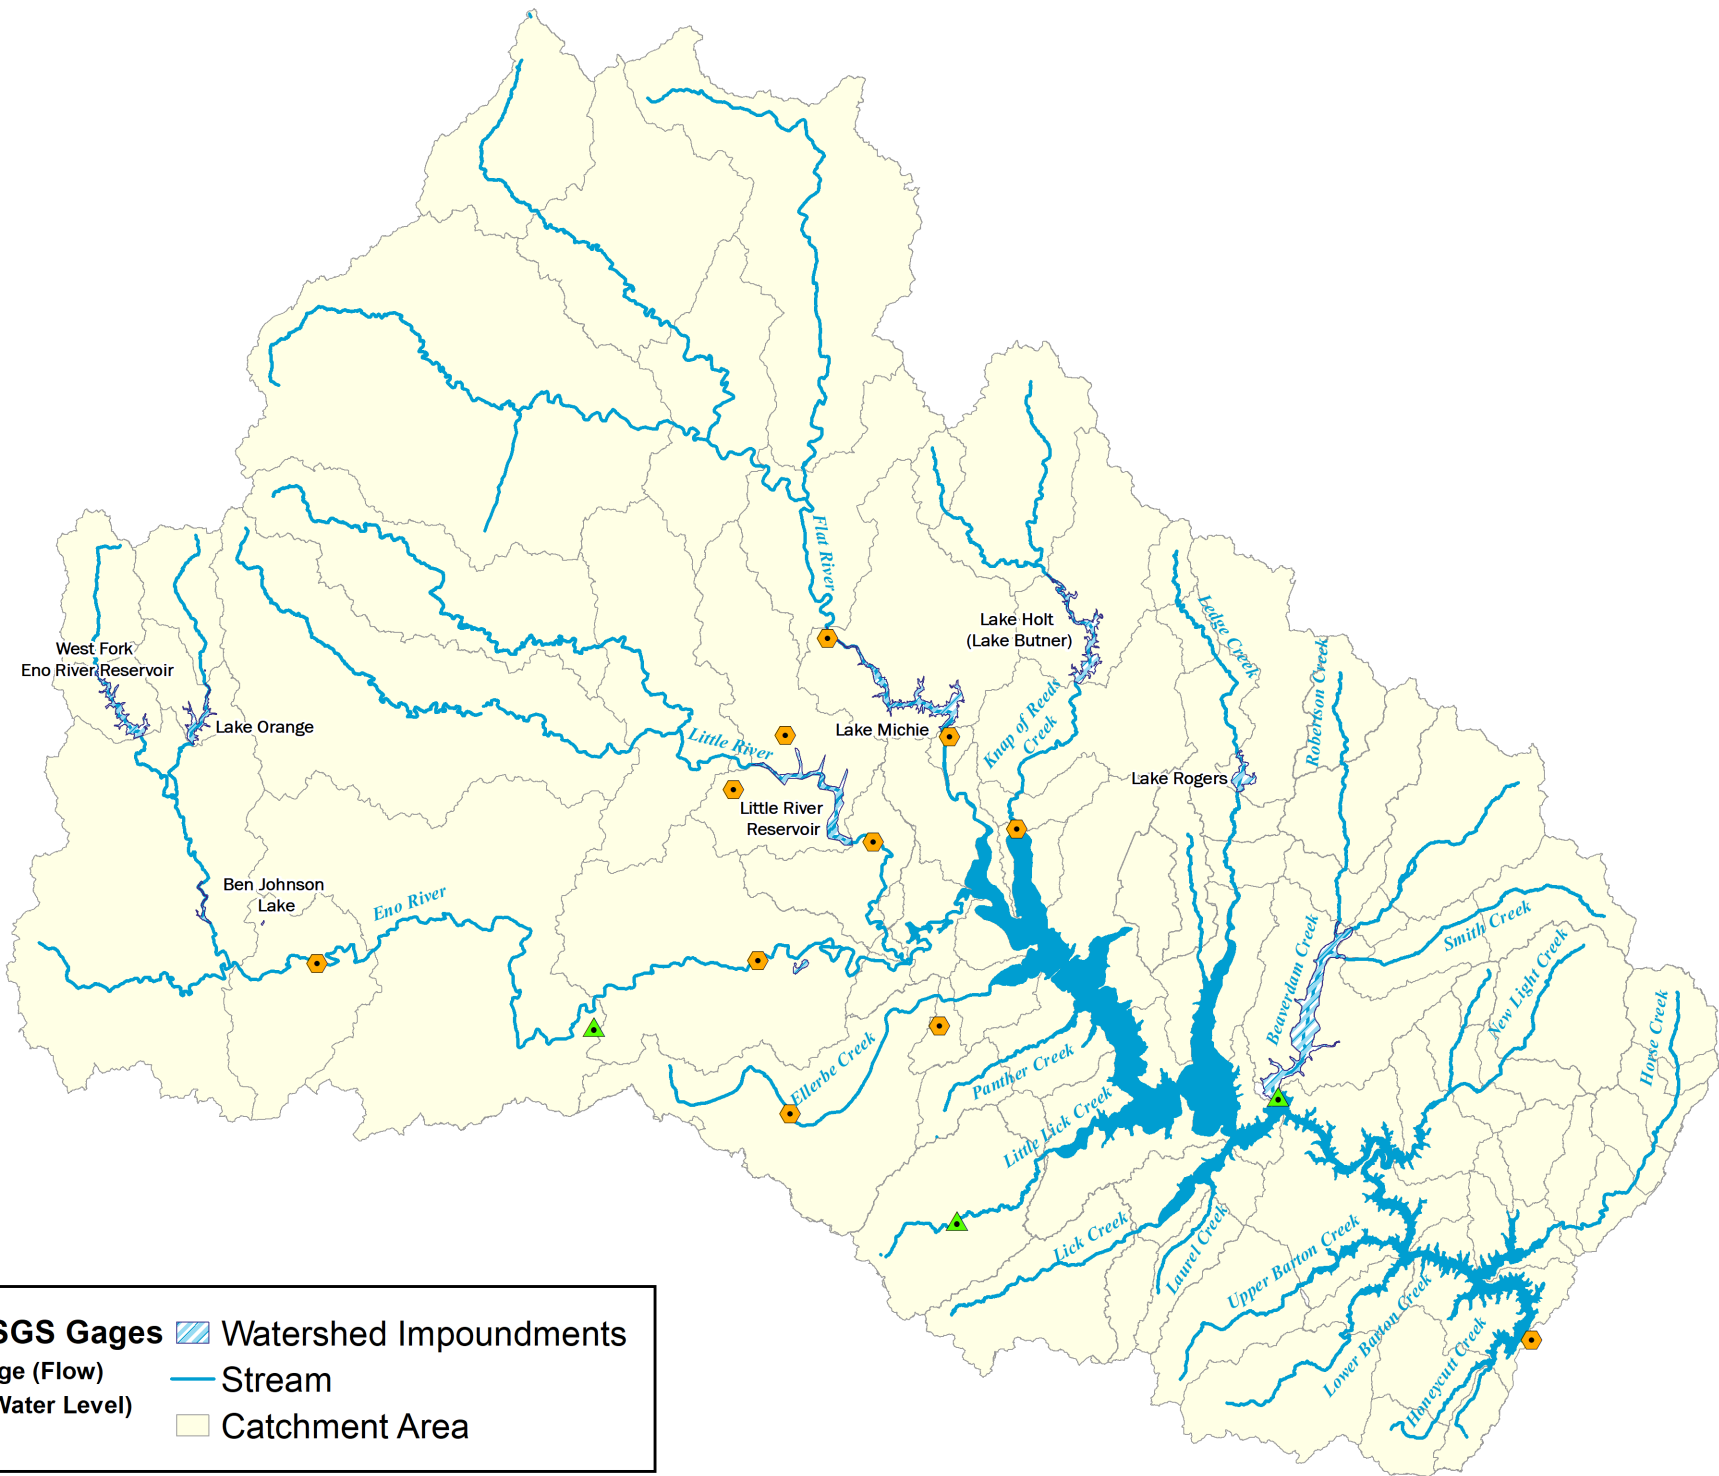 Flat River
Lake Holt
(Lake Butner)
Ledge Creek
Robertson Creek
West Fork
Eno River Reservoir
Lake Orange
Little River
Lake Michie
Knap of Reeds
Creek
Lake Rogers
Little River
Reservoir
Ben Johnson
Lake
Eno River
Beaverdam Creek
Smith Creek
New Light Creek
Horse Creek
Ellerbe Creek
Panther Creek
Little Lick Creek
Lick Creek
Laurel Creek
Upper Barton Creek
Lower Barton Creek
Honeycutt Creek
SGS Gages
ge (Flow)
Water Level)
Watershed Impoundments
Stream
Catchment Area